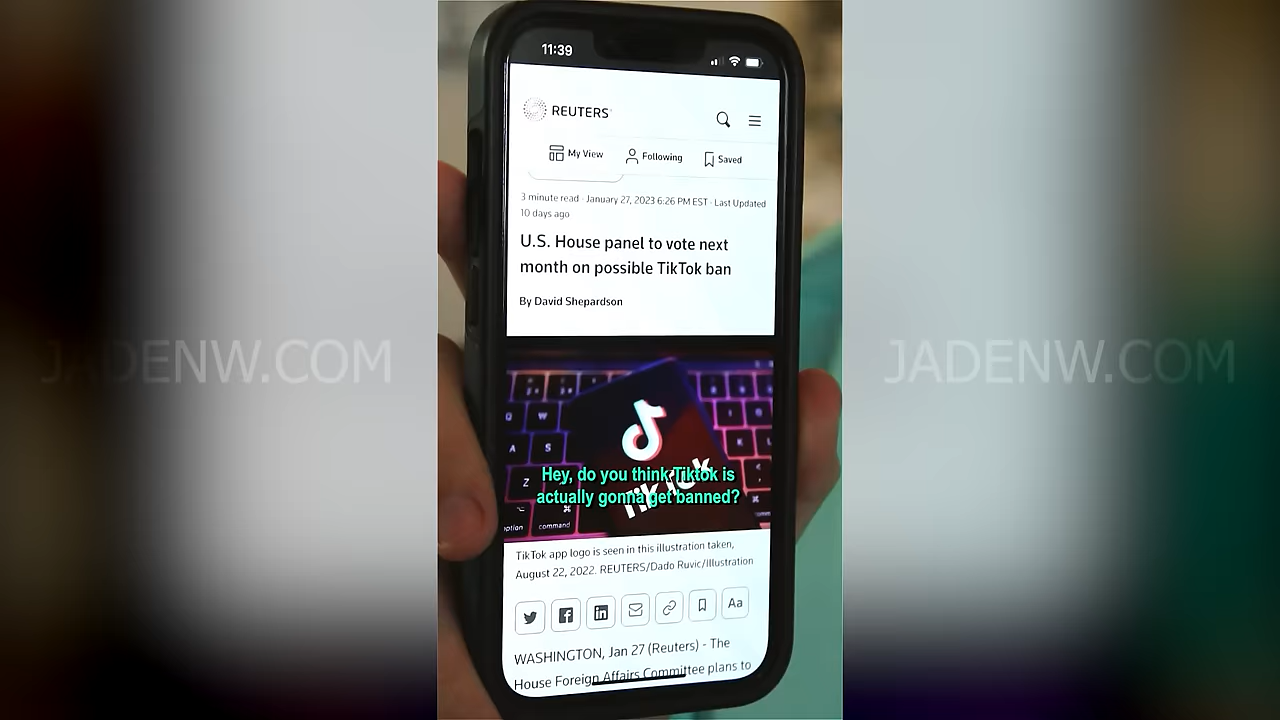 11:39
REUTERS
My View Following Saved
3 minute read · January 27, 2023 6:26 PM EST · Last Updated
10 days ago
U.S. House panel to vote next
month on possible TikTok ban
By David Shepardson
JADENW.COM
JADENW.COM
Q W
A S K L
Z
TikTok
Hey, do you think Tiktok is
actually gonna get banned?
option command
TikTok app logo is seen in this illustration taken,
August 22, 2022. REUTERS/Dado Ruvic/Illustration
Aa
WASHINGTON, Jan 27 (Reuters) - The
House Foreign Affairs Committee plans to